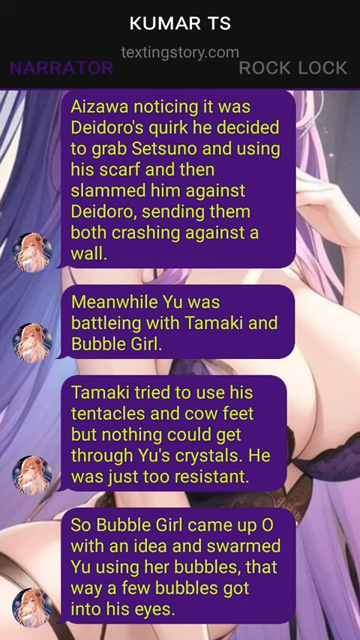 KUMAR TS
textingstory.com
NARRATOR
ROCK LOCK
Aizawa noticing it was
Deidoro's quirk he decided
to grab Setsuno and using
his scarf and then
slammed him against
Deidoro, sending them
both crashing against a
wall.
Meanwhile Yu was
battleing with Tamaki and
Bubble Girl.
Tamaki tried to use his
tentacles and cow feet
but nothing could get
through Yu's crystals. He
was just too resistant.
So Bubble Girl came up O
with an idea and swarmed
Yu using her bubbles, that
way a few bubbles got
into his eyes.